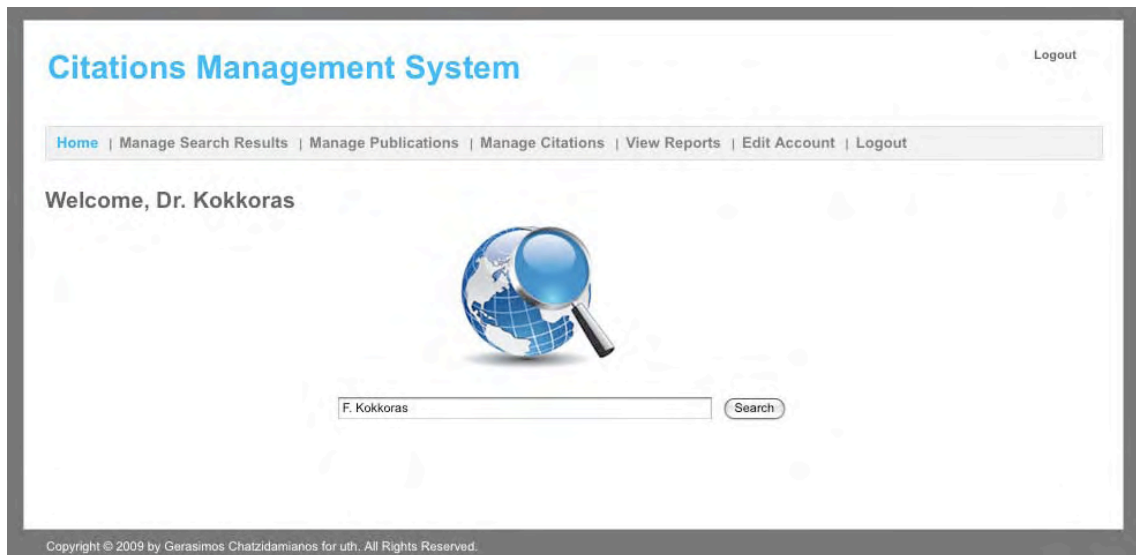 Citations Management System
Logout
Home | Manage Search Results | Manage Publications | Manage Citations | View Reports | Edit Account | Logout
Welcome, Dr. Kokkoras
F. Kokkoras
Search
Copyright © 2009 by Gerasimos Chatzidamianos for uth. All Rights Reserved.